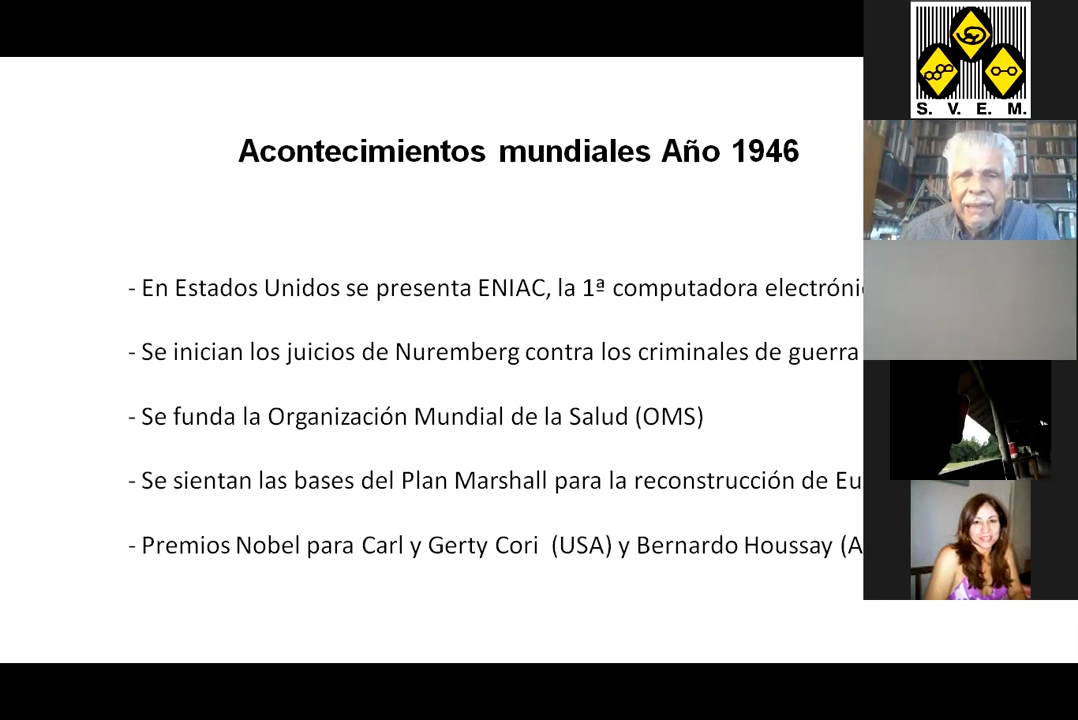 S. V. E. M.
Acontecimientos mundiales Año 1946
- En Estados Unidos se presenta ENIAC, la 1ª computadora
- Se inician los juicios de Nuremberg contra los criminales de guerra
- Se funda la Organización Mundial de la Salud (OMS)
- Se sientan las bases del Plan Marshall para la reconstrucción de
- Premios Nobel para Carl y Gerty Cori (USA) y Bernardo Houssay